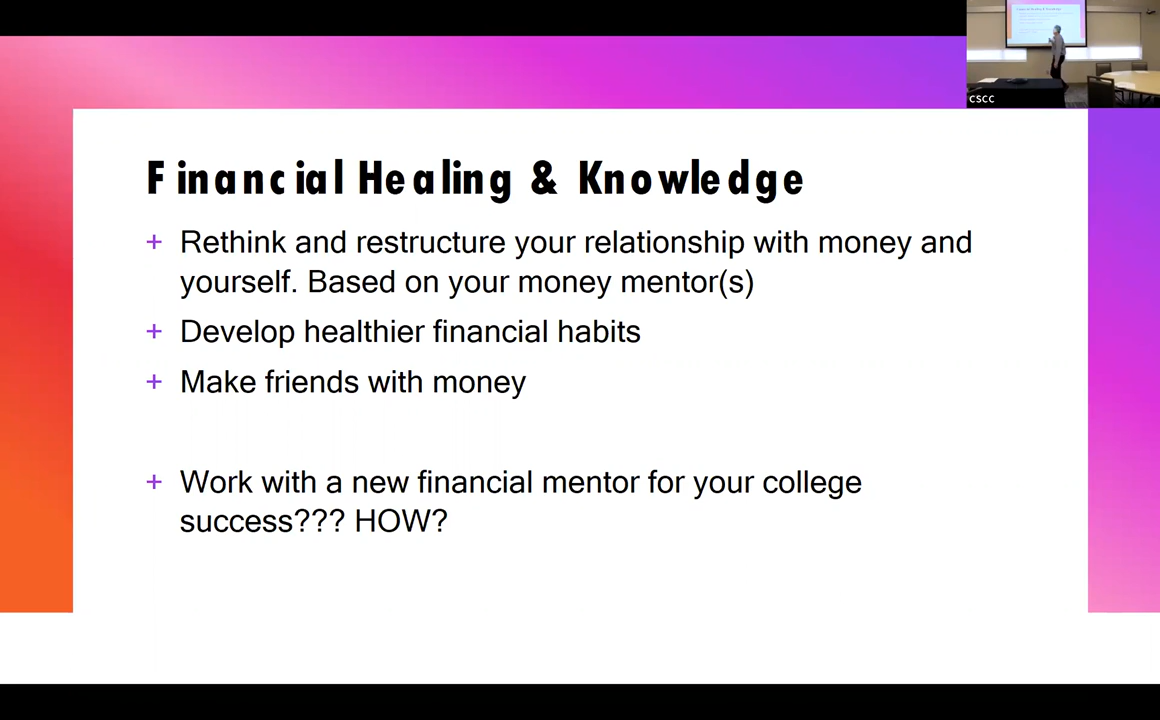 CSCC
Financial Healing & Knowledge
+ Rethink and restructure your relationship with money and
yourself. Based on your money mentor(s)
+ Develop healthier financial habits
+ Make friends with money
+ Work with a new financial mentor for your college
success??? HOW?